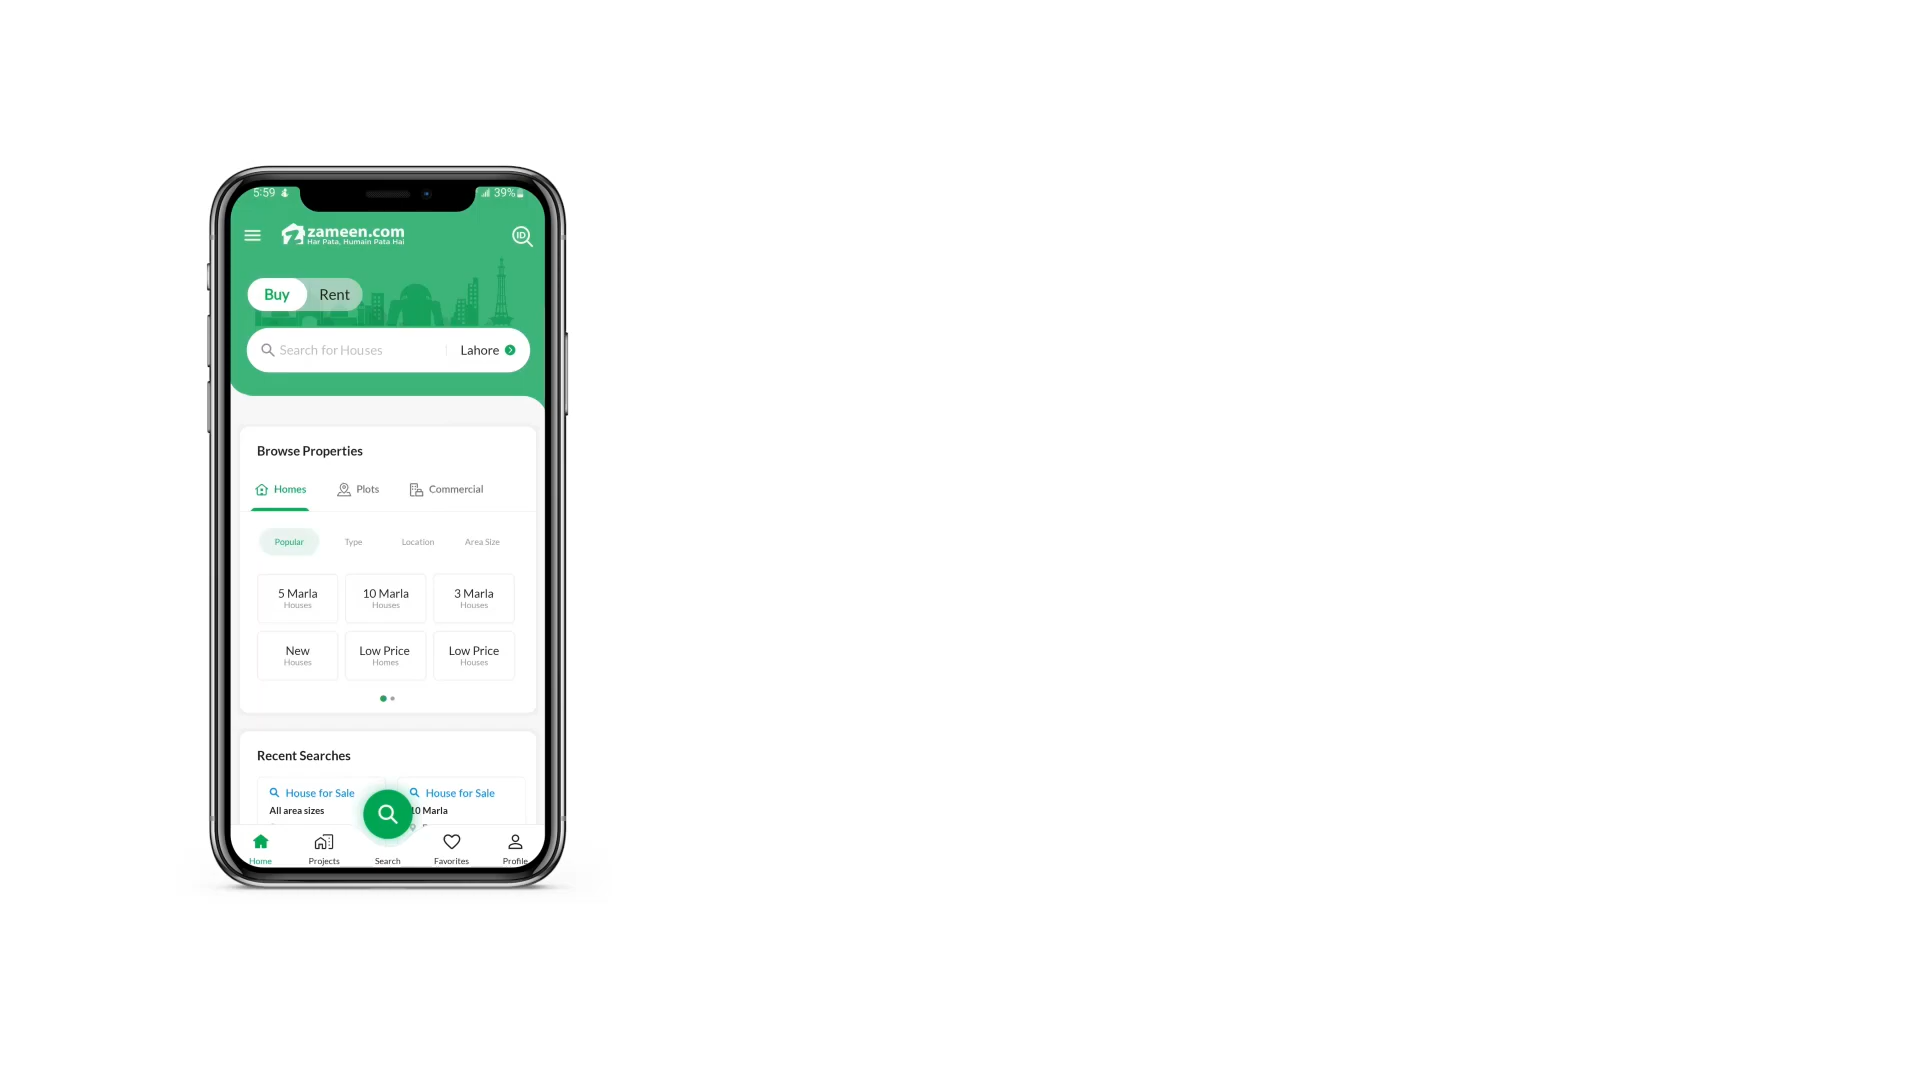 5:59
39%
zameen.com
Har Pata, Humain Pata Hai
ID
Buy Rent
Search for Houses Lahore
Browse Properties
Homes Plots Commercial
Popular Type Location Area Size
5 Marla 10 Marla 3 Marla
Houses Houses Houses
New Low Price Low Price
Houses Homes Houses
Recent Searches
House for Sale House for Sale
All area sizes 10 Marla
Home Projects Search Favorites Profile